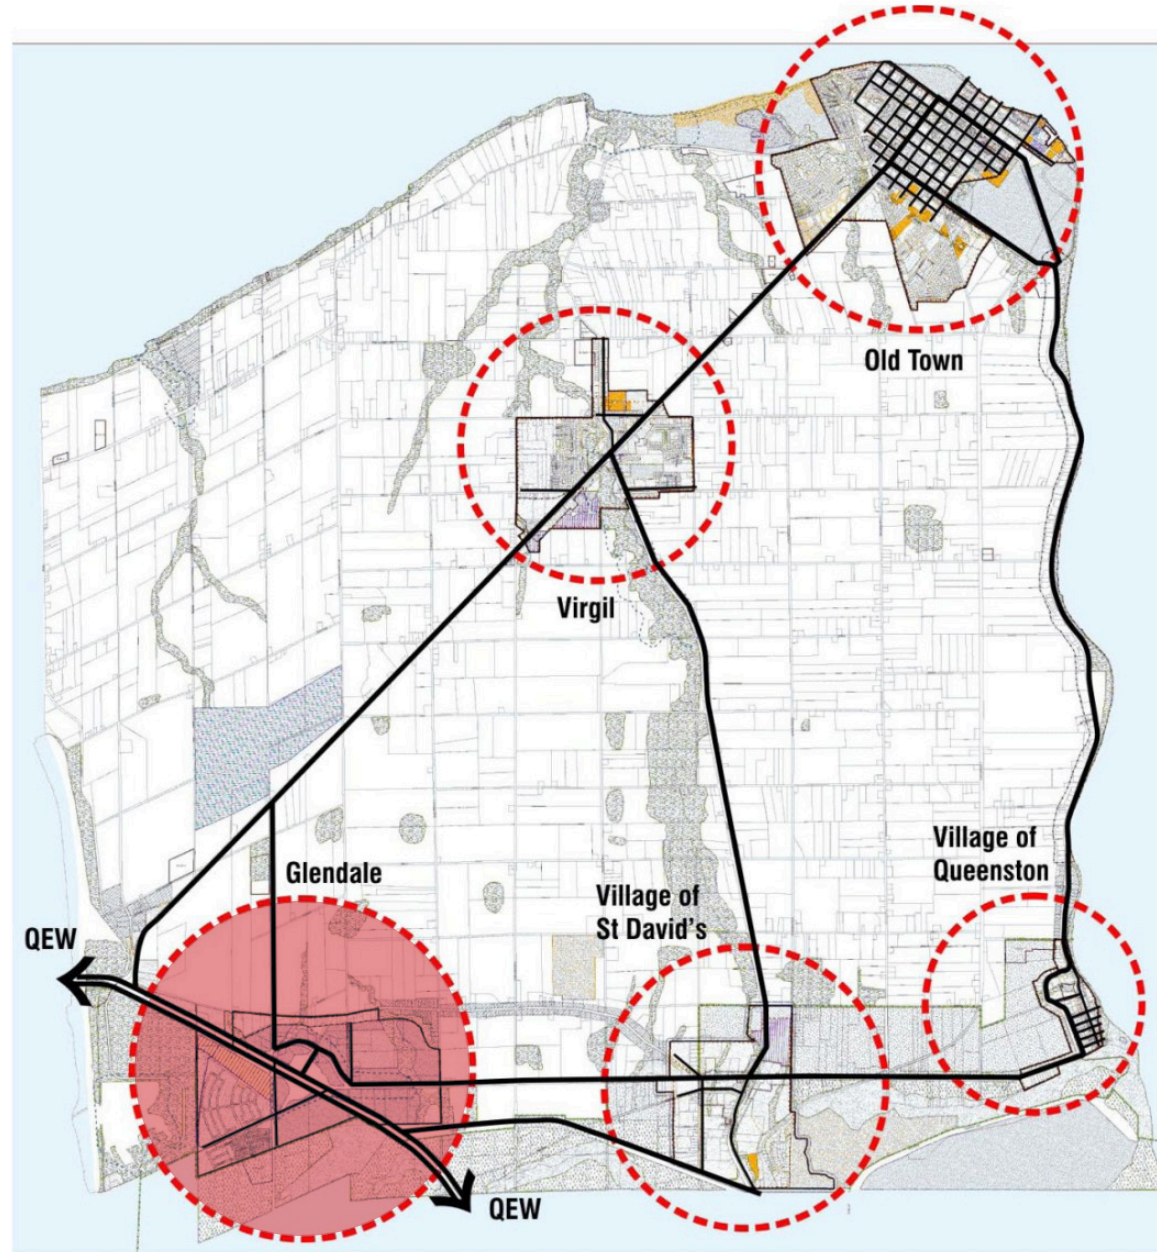 Old Town
Virgil
Village of
Queenston
Glendale
Village of
St David's
QEW
QEW